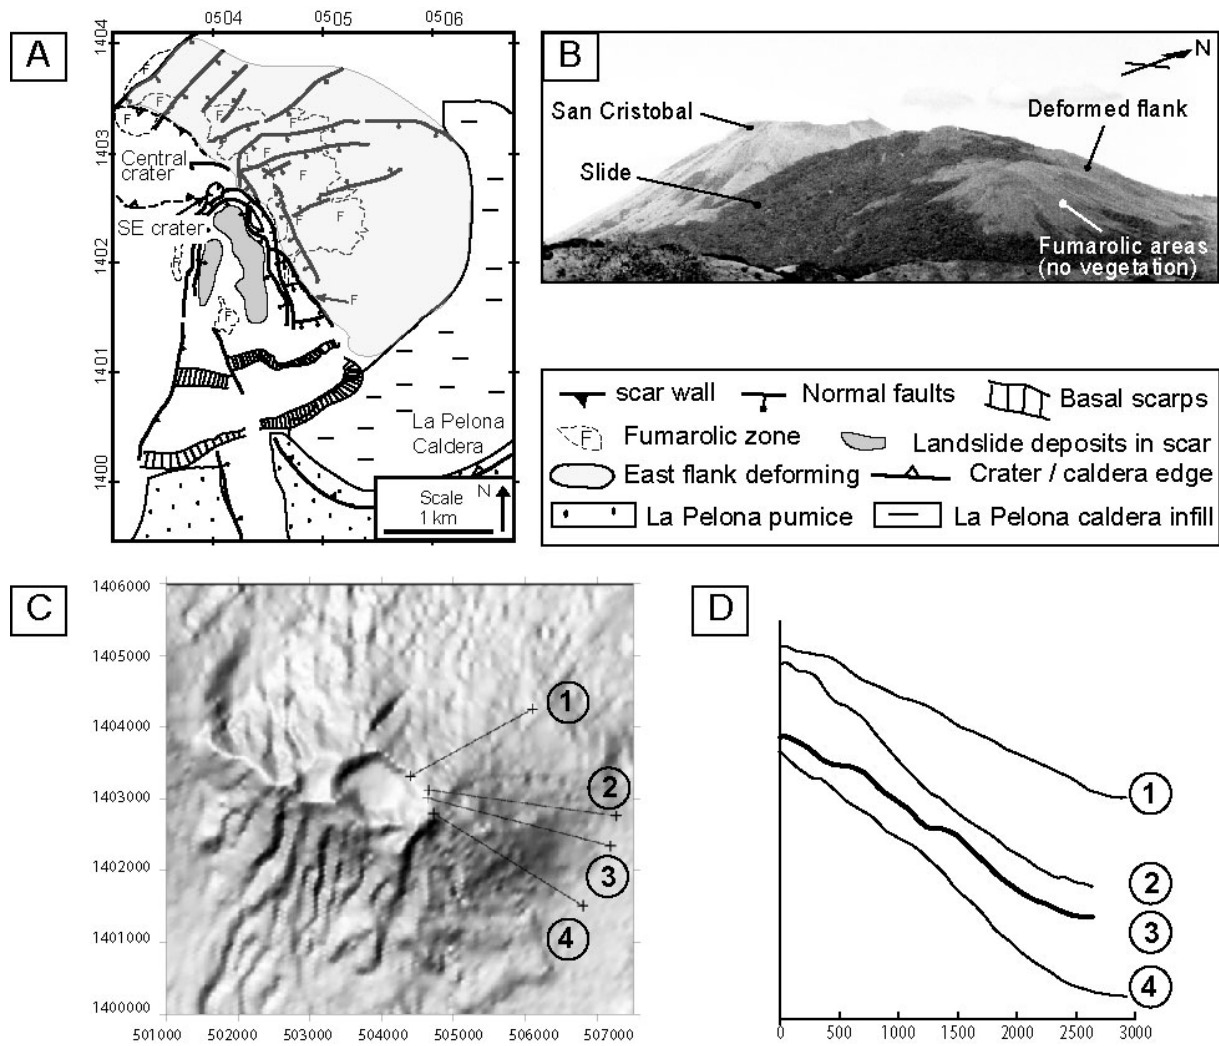 A
0504
0505
0506
1404
1403
1402
1401
1400
F
F
F
F
F
F
F
F
F
F
F
Central
crater
SE crater
La Pelona
Caldera
Scale
1 km
N
B
N
San Cristobal
Deformed flank
Slide
Fumarolic areas
(no vegetation)
scar wall
Normal faults
Basal scarps
F
Fumarolic zone
Landslide deposits in scar
East flank deforming
Crater / caldera edge
La Pelona pumice
La Pelona caldera infill
C
1406000
1405000
1404000
1403000
1402000
1401000
1400000
501000 502000 503000 504000 505000 506000 507000
1
2
3
4
D
1
2
3
4
0 500 1000 1500 2000 2500 3000